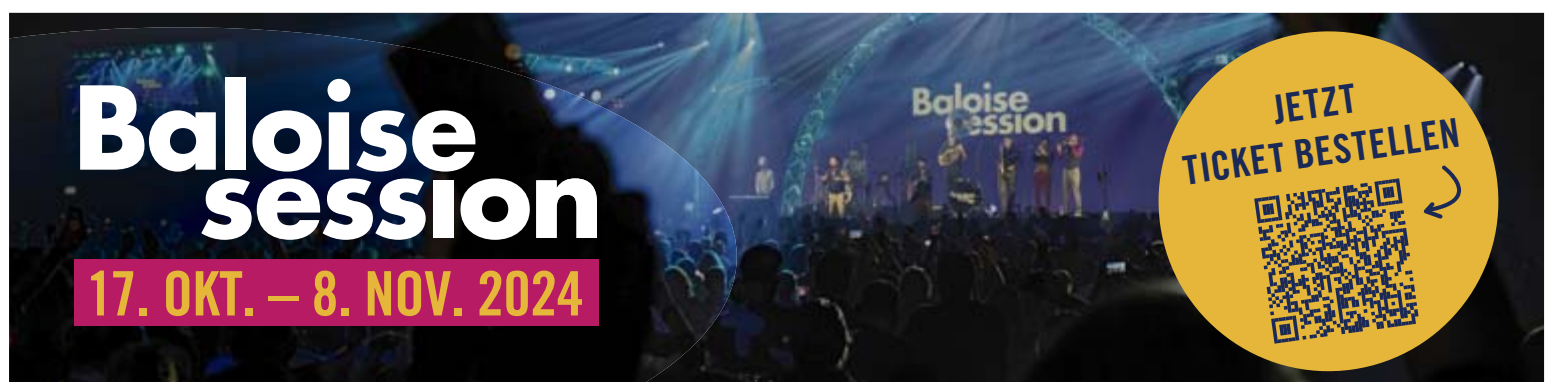 Baloise
session
17. OKT. – 8. NOV. 2024
Baloise
session
JETZT
TICKET BESTELLEN